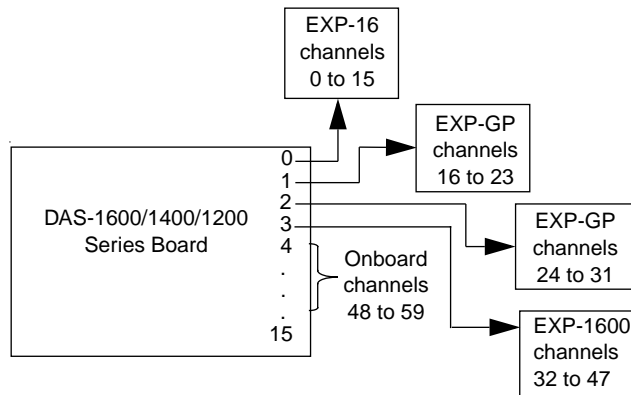 EXP-16
channels
0 to 15
EXP-GP
channels
16 to 23
DAS-1600/1400/1200
Series Board
0
1
2
3
4
.
.
.
15
Onboard
channels
48 to 59
EXP-GP
channels
24 to 31
EXP-1600
channels
32 to 47